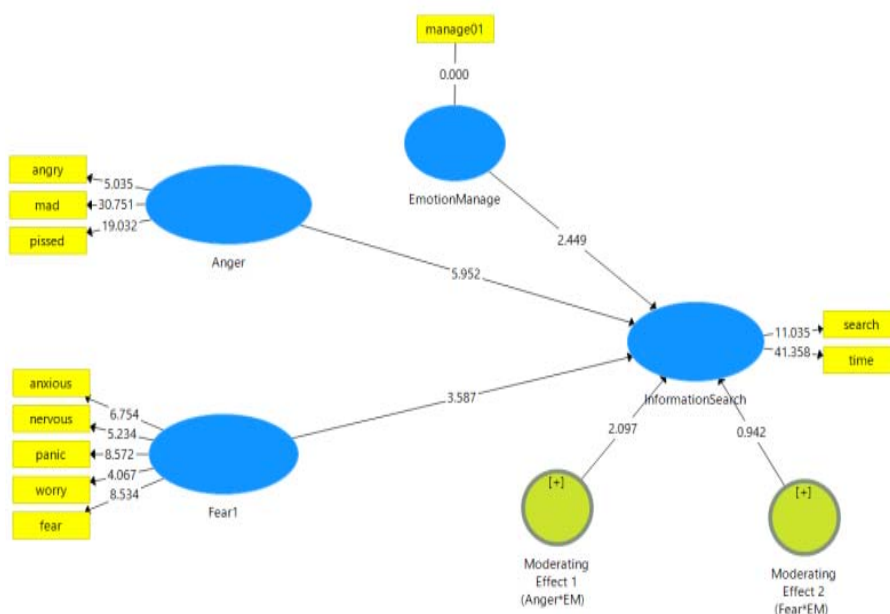 manage01
0.000
EmotionManage
angry
mad
pissed
5.035
30.751
19.032
Anger
2.449
5.952
search
time
11.035
41.358
InformationSearch
anxious
nervous
panic
worry
fear
6.754
5.234
8.572
4.067
8.534
Fear1
3.587
2.097
0.942
[+]
Moderating
Effect 1
(Anger*EM)
[+]
Moderating
Effect 2
(Fear*EM)